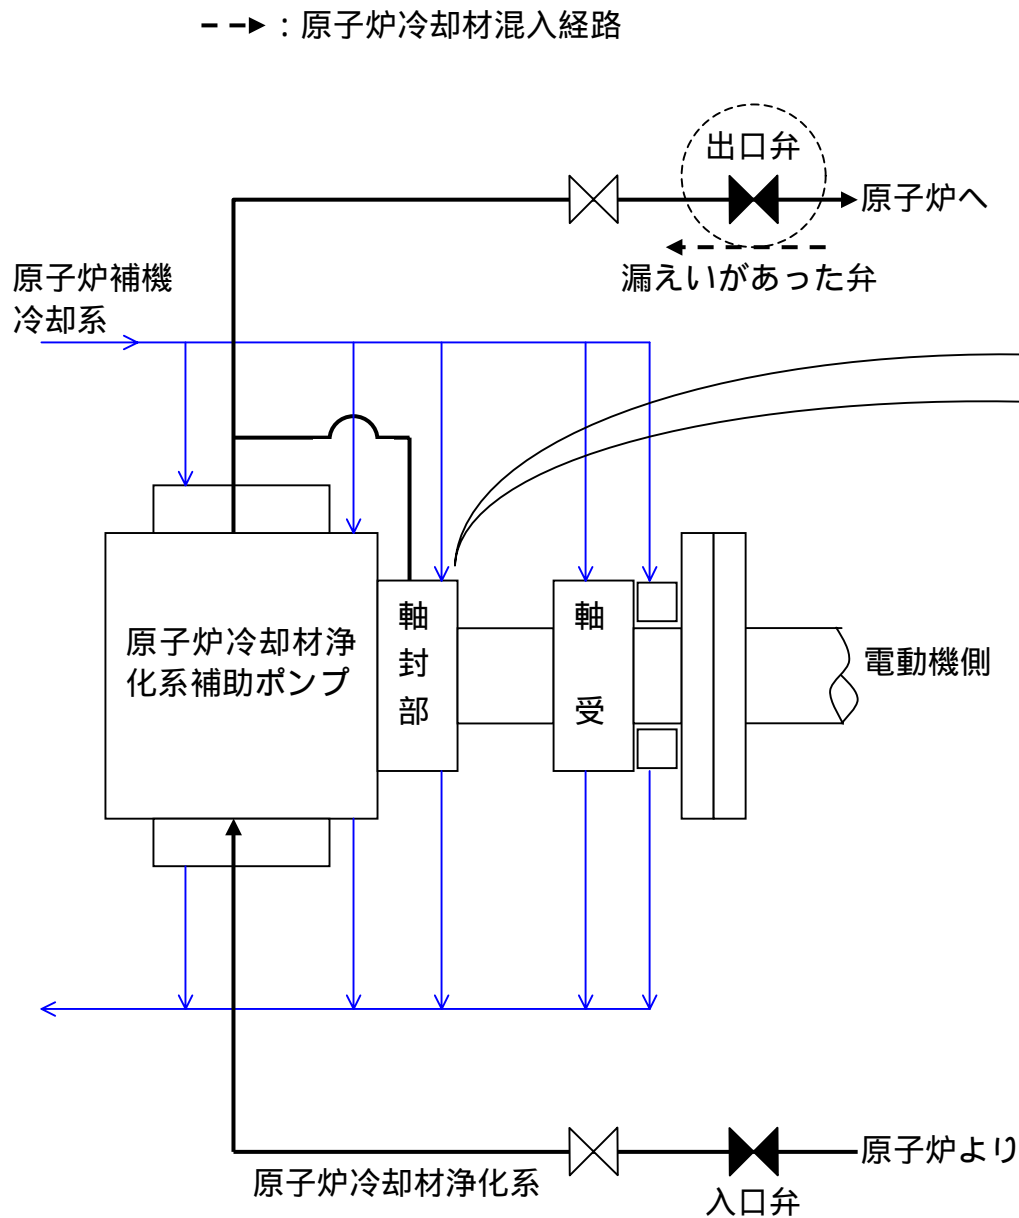 ：原子炉冷却材混入経路
出口弁
原子炉へ
漏えいがあった弁
原子炉補機
冷却系
軸封部
軸受
原子炉冷却材浄
化系補助ポンプ
電動機側
原子炉より
原子炉冷却材浄化系
入口弁